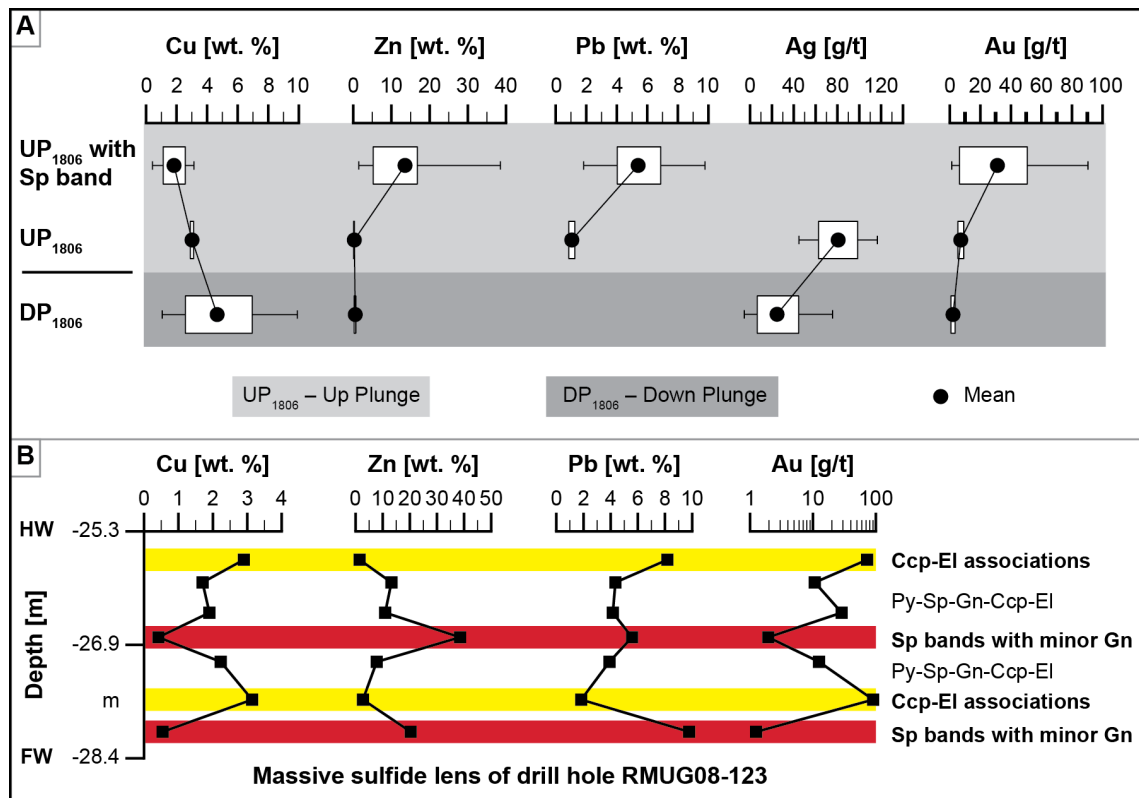 A
Cu [wt. %] Zn [wt. %] Pb [wt. %] Ag [g/t] Au [g/t]
0 2 4 6 8 10 0 10 20 30 40 0 2 4 6 8 10 0 40 80 120 0 20 40 60 80 100
UP1806 with
Sp band
UP1806
DP1806
UP1806 – Up Plunge DP1806 – Down Plunge Mean
B
Cu [wt. %] Zn [wt. %] Pb [wt. %] Au [g/t]
0 1 2 3 4 0 10 20 30 40 50 0 2 4 6 8 10 1 10 100
HW -25.3
Ccp-El associations
Py-Sp-Gn-Ccp-El
Sp bands with minor Gn
-26.9
Py-Sp-Gn-Ccp-El
Depth [m]
m Ccp-El associations
Sp bands with minor Gn
FW -28.4
Massive sulfide lens of drill hole RMUG08-123